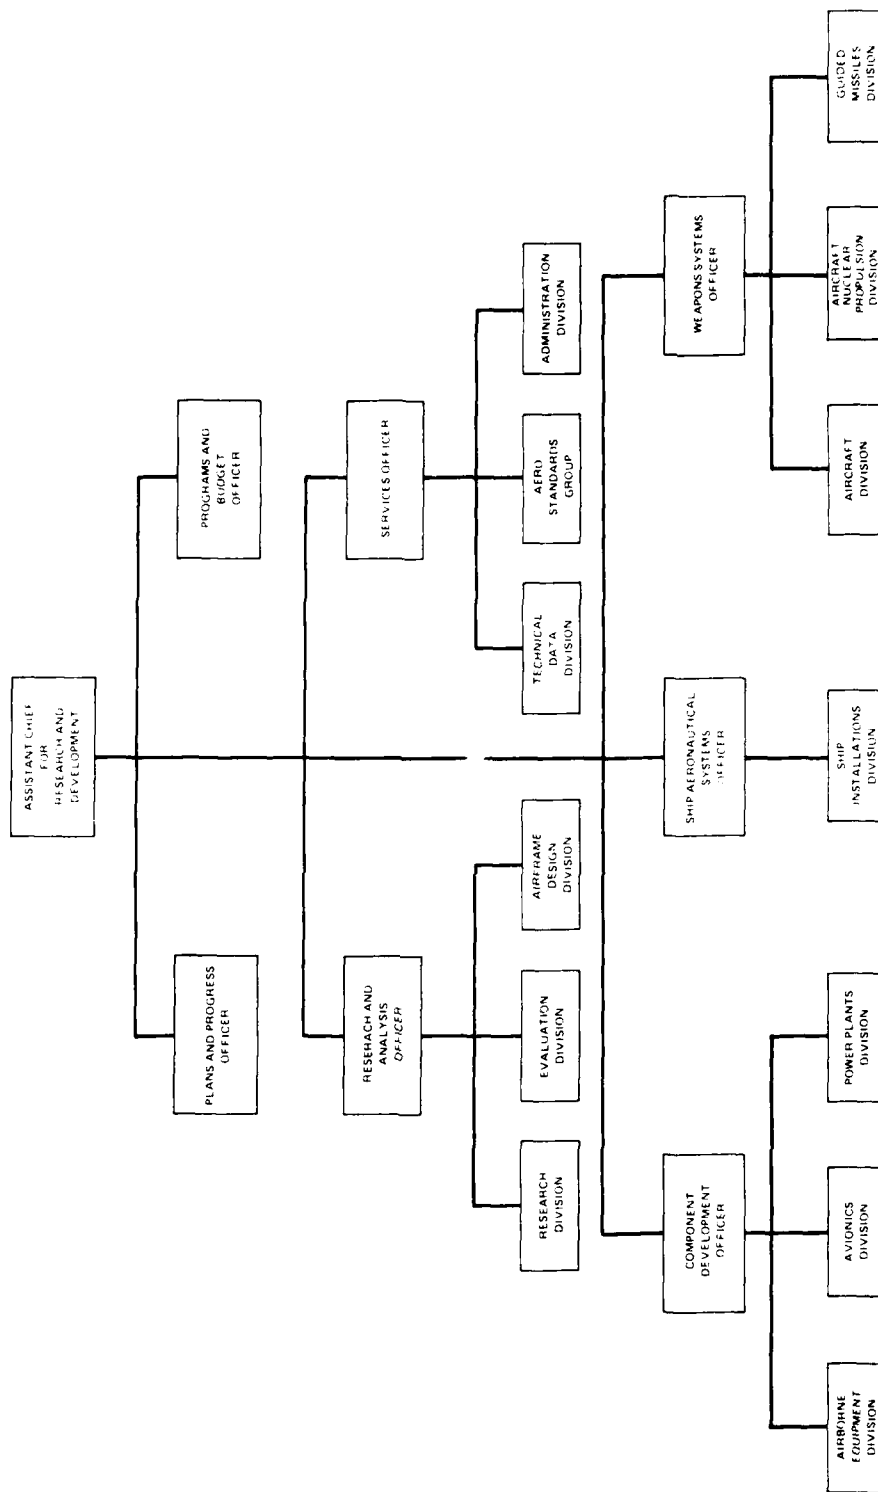 ASSISTANT CHIEF
FOR
RESEARCH AND
DEVELOPMENT
PLANS AND PROGRESS
OFFICER
PROGRAMS AND
BUDGET
OFFICER
RESERACH AND
ANALYSIS
OFFICER
SERVICES OFFICER
RESEARCH
DIVISION
EVALUATION
DIVISION
AIRFRAME
DESIGN
DIVISION
TECHNICAL
DATA
DIVISION
AERO
STANDARDS
GROUP
ADMINISTRATION
DIVISION
COMPONENT
DEVELOPMENT
OFFICER
SHIP AERONAUTICAL
SYSTEMS
OFFICER
WEAPONS SYSTEMS
OFFICER
AIRBORNE
EQUIPMENT
DIVISION
AVIONICS
DIVISION
POWER PLANTS
DIVISION
SHIP
INSTALLATIONS
DIVISION
AIRCRAFT
DIVISION
AIRCRAFT
NUCLEAR
PROPULSION
DIVISION
GUIDED
MISSILES
DIVISION